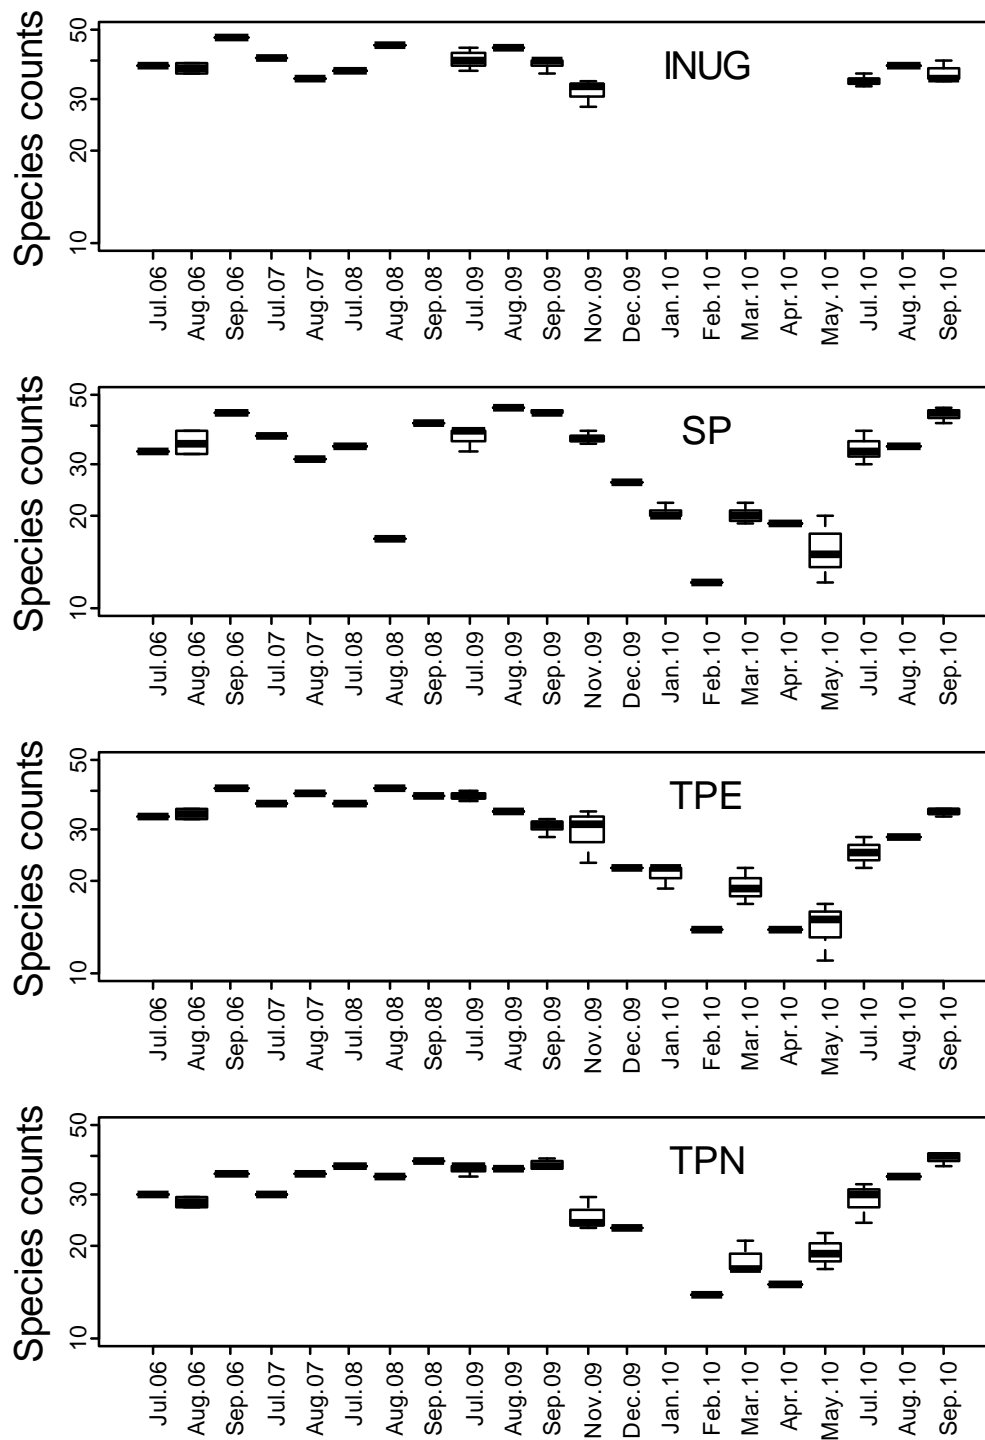 Species counts
50
30
20
10
INUG
Jul.06
Aug.06
Sep.06
Jul.07
Aug.07
Jul.08
Aug.08
Sep.08
Jul.09
Aug.09
Sep.09
Nov.09
Dec.09
Jan.10
Feb.10
Mar.10
Apr.10
May.10
Jul.10
Aug.10
Sep.10
Species counts
50
30
20
10
SP
Jul.06
Aug.06
Sep.06
Jul.07
Aug.07
Jul.08
Aug.08
Sep.08
Jul.09
Aug.09
Sep.09
Nov.09
Dec.09
Jan.10
Feb.10
Mar.10
Apr.10
May.10
Jul.10
Aug.10
Sep.10
Species counts
50
30
20
10
TPE
Jul.06
Aug.06
Sep.06
Jul.07
Aug.07
Jul.08
Aug.08
Sep.08
Jul.09
Aug.09
Sep.09
Nov.09
Dec.09
Jan.10
Feb.10
Mar.10
Apr.10
May.10
Jul.10
Aug.10
Sep.10
Species counts
50
30
20
10
TPN
Jul.06
Aug.06
Sep.06
Jul.07
Aug.07
Jul.08
Aug.08
Sep.08
Jul.09
Aug.09
Sep.09
Nov.09
Dec.09
Jan.10
Feb.10
Mar.10
Apr.10
May.10
Jul.10
Aug.10
Sep.10